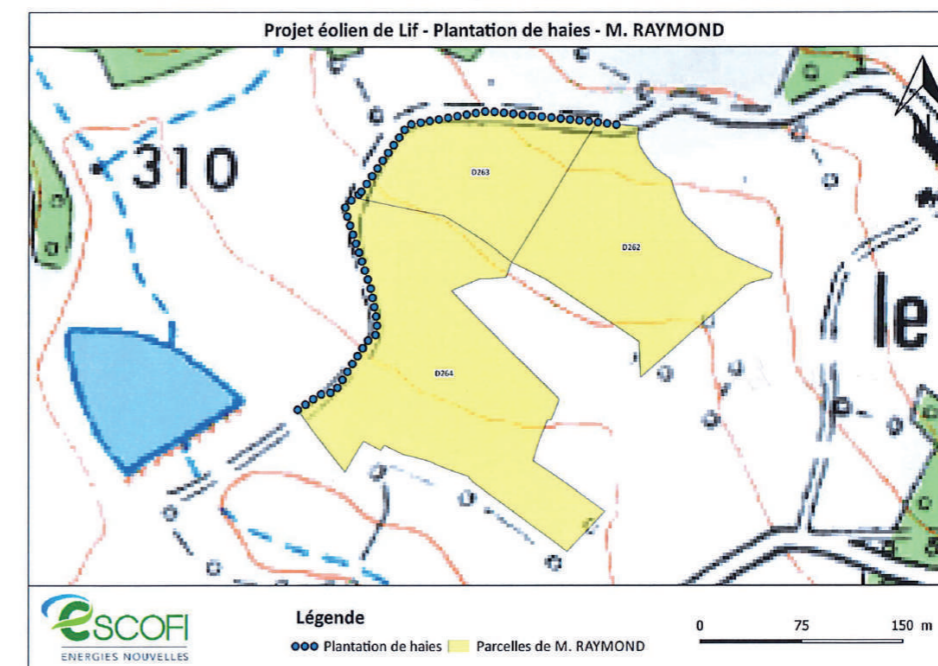 Projet éolien de Lif - Plantation de haies - M. RAYMOND
310
D263
D262
le
D264
eSCOFI
ENERGIES NOUVELLES
Légende
Plantation de haies
Parcelles de M. RAYMOND
0 75 150 m